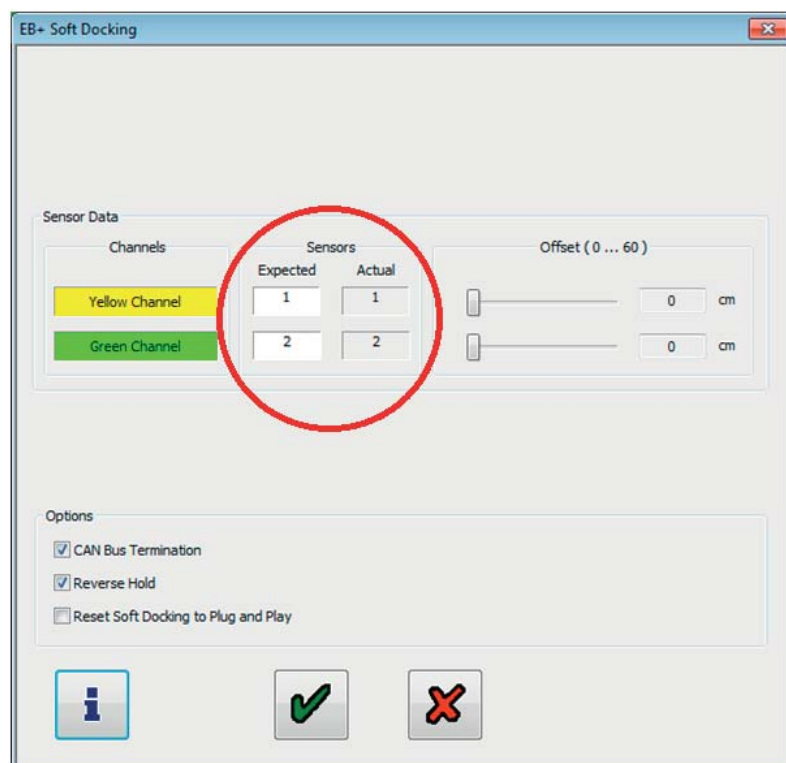 EB+ Soft Docking
Sensor Data
Channels Sensors Offset ( 0 ... 60 )
Expected Actual
Yellow Channel 1 1 0 cm
Green Channel 2 2 0 cm
Options
CAN Bus Termination
Reverse Hold
Reset Soft Docking to Plug and Play